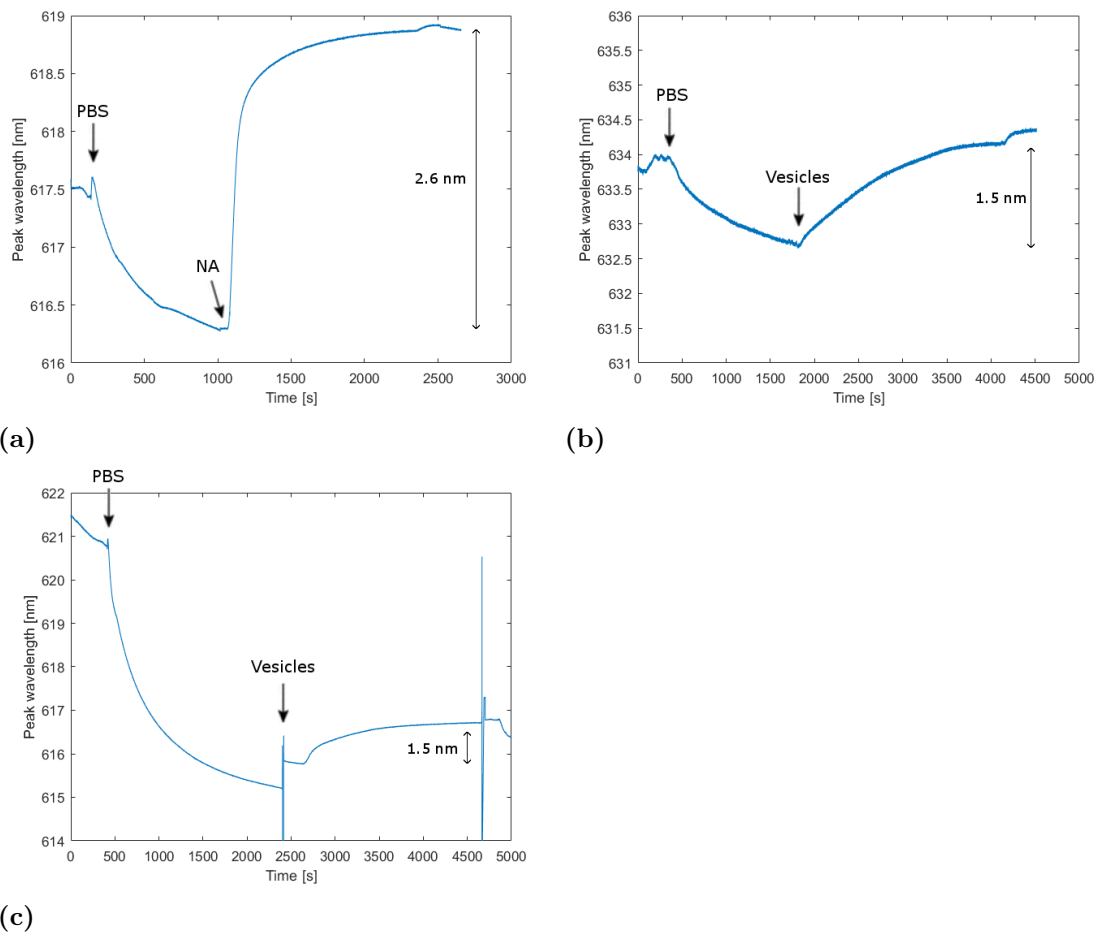 619
618.5
618
617.5
617
616.5
616
Peak wavelength [nm]
PBS
NA
2.6 nm
0 500 1000 1500 2000 2500 3000
Time [s]
(a)
636
635.5
635
634.5
634
633.5
633
632.5
632
631.5
631
Peak wavelength [nm]
PBS
Vesicles
1.5 nm
0 500 1000 1500 2000 2500 3000 3500 4000 4500 5000
Time [s]
(b)
PBS
622
621
620
619
618
617
616
615
614
Peak wavelength [nm]
Vesicles
1.5 nm
0 500 1000 1500 2000 2500 3000 3500 4000 4500 5000
Time [s]
(c)